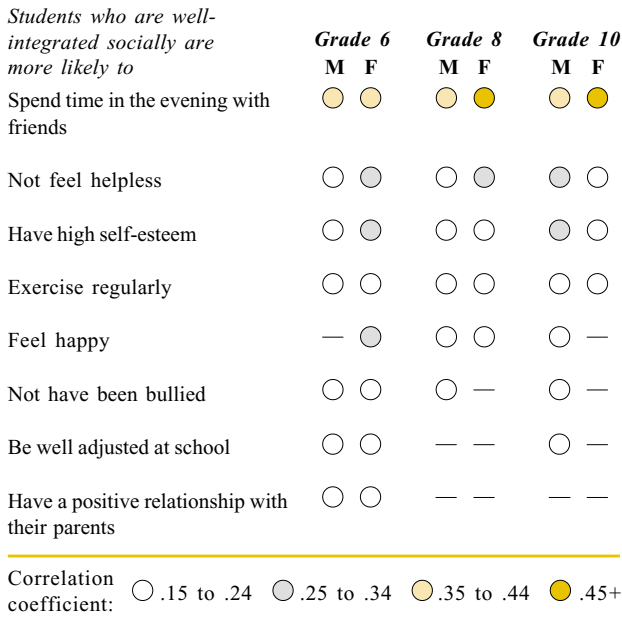 Students who are well-
integrated socially are
more likely to
Grade 6 Grade 8 Grade 10
M F M F M F
Spend time in the evening with
friends
Not feel helpless
Have high self-esteem
Exercise regularly
Feel happy — —
Not have been bullied — —
Be well adjusted at school — — —
Have a positive relationship with
their parents — — — —
Correlation
coefficient: .15 to .24 .25 to .34 .35 to .44 .45+